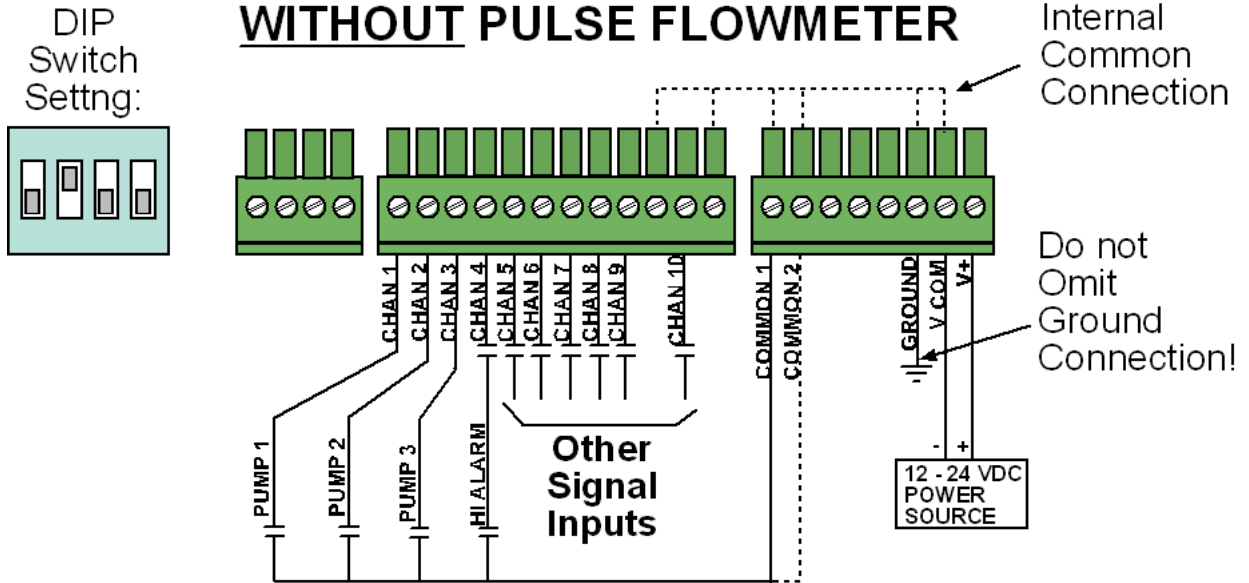 DIP
Switch
Settng:
WITHOUT PULSE FLOWMETER
Internal
Common
Connection
CHAN 1
CHAN 2
CHAN 3
CHAN 4
CHAN 5
CHAN 6
CHAN 7
CHAN 8
CHAN 9
CHAN 10
COMMON 1
COMMON 2
GROUND
V COM
V+
Do not
Omit
Ground
Connection!
PUMP 1
PUMP 2
PUMP 3
HI ALARM
Other
Signal
Inputs
- +
12 - 24 VDC
POWER
SOURCE